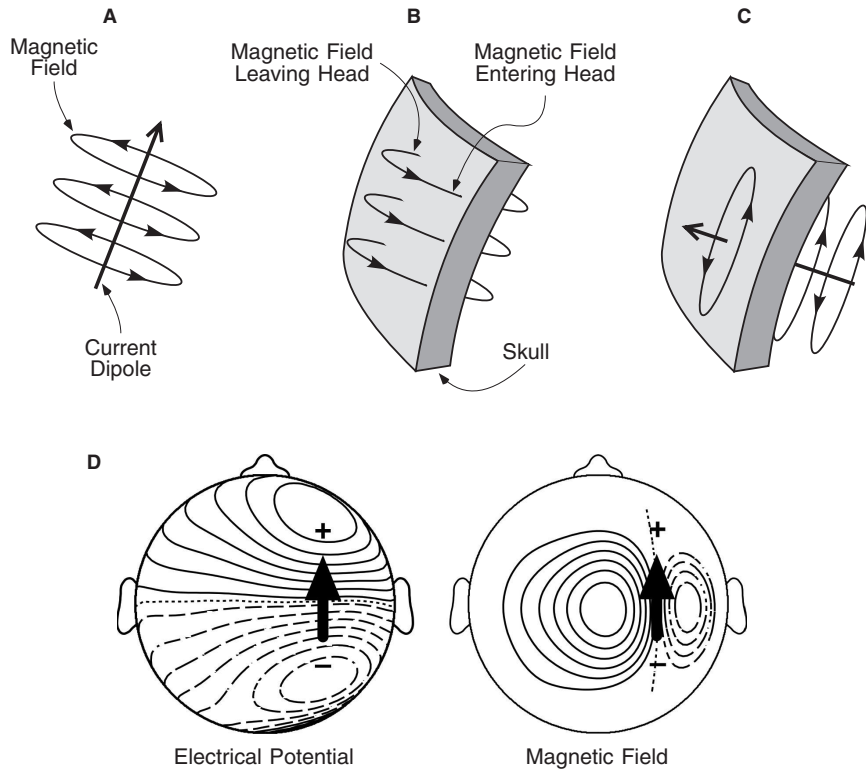 A
B
C
Magnetic
Field
Magnetic Field
Leaving Head
Magnetic Field
Entering Head
Current
Dipole
Skull
D
+
−
+
−
Electrical Potential
Magnetic Field